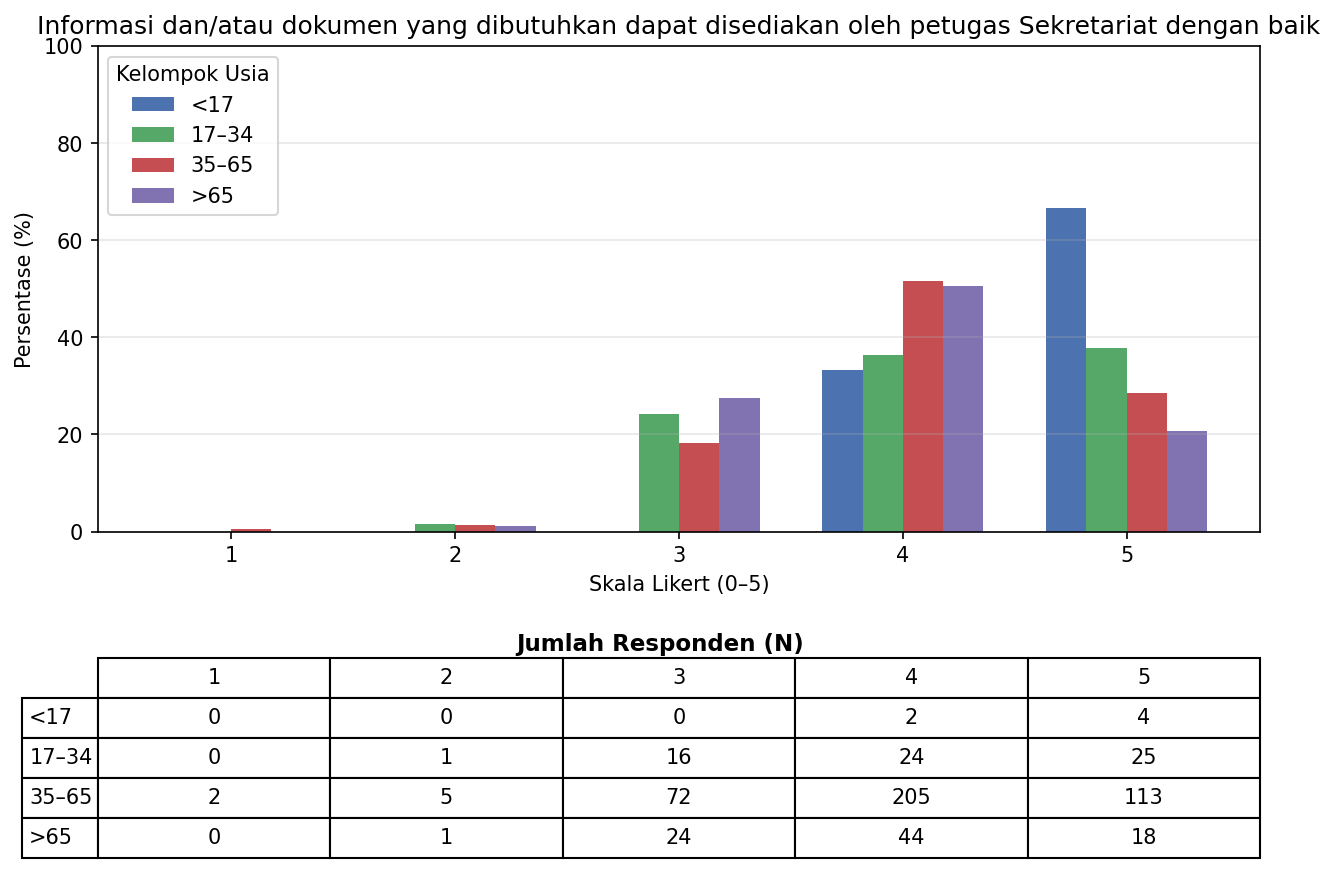 Informasi dan/atau dokumen yang dibutuhkan dapat disediakan oleh petugas Sekretariat dengan baik
Kelompok Usia
<17
17–34
35–65
>65
Persentase (%)
100
80
60
40
20
0
1 2 3 4 5
Skala Likert (0–5)
Jumlah Responden (N)
1 2 3 4 5
<17 0 0 0 2 4
17–34 0 1 16 24 25
35–65 2 5 72 205 113
>65 0 1 24 44 18